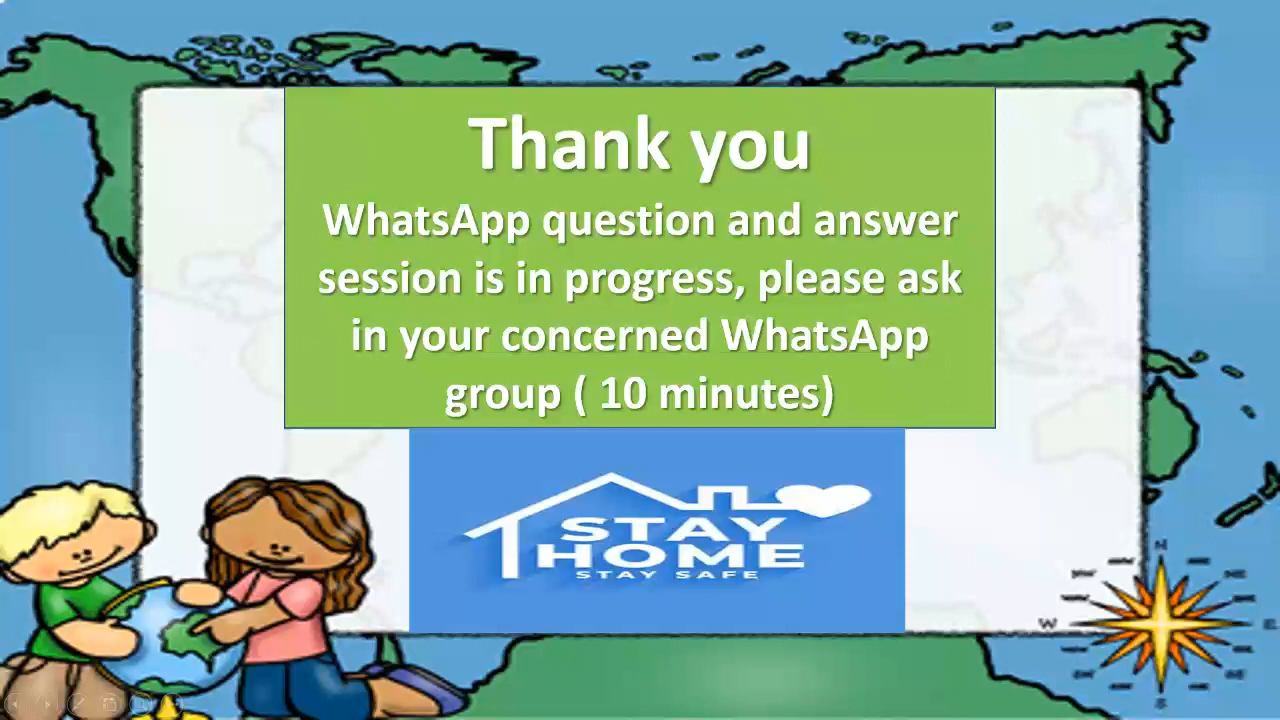 Thank you
WhatsApp question and answer
session is in progress, please ask
in your concerned WhatsApp
group ( 10 minutes)
STAY
HOME
STAY SAFE
N
W
E
S